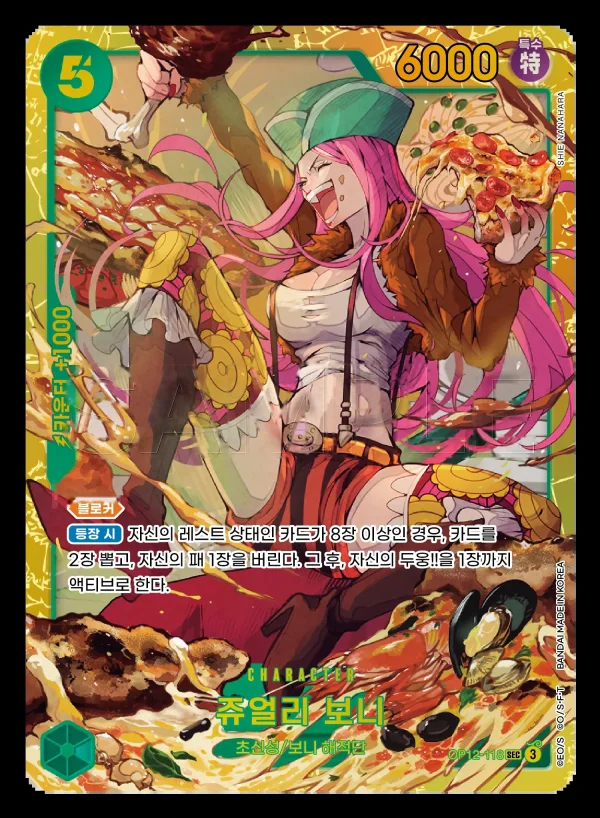 5
6000
특수
特
SHIE NANAHARA
카운터 +1000
SAMPLE
블로커
등장 시 자신의 레스트 상태인 카드가 8장 이상인 경우, 카드를
2장 뽑고, 자신의 패 1장을 버린다. 그 후, 자신의 두웅!!을 1장까지
액티브로 한다.
CHARACTER
쥬얼리 보니
초신성/보니 해적단
OP12-118 SEC 3
©EO/S ©O/S·F·T BANDAI MADE IN KOREA